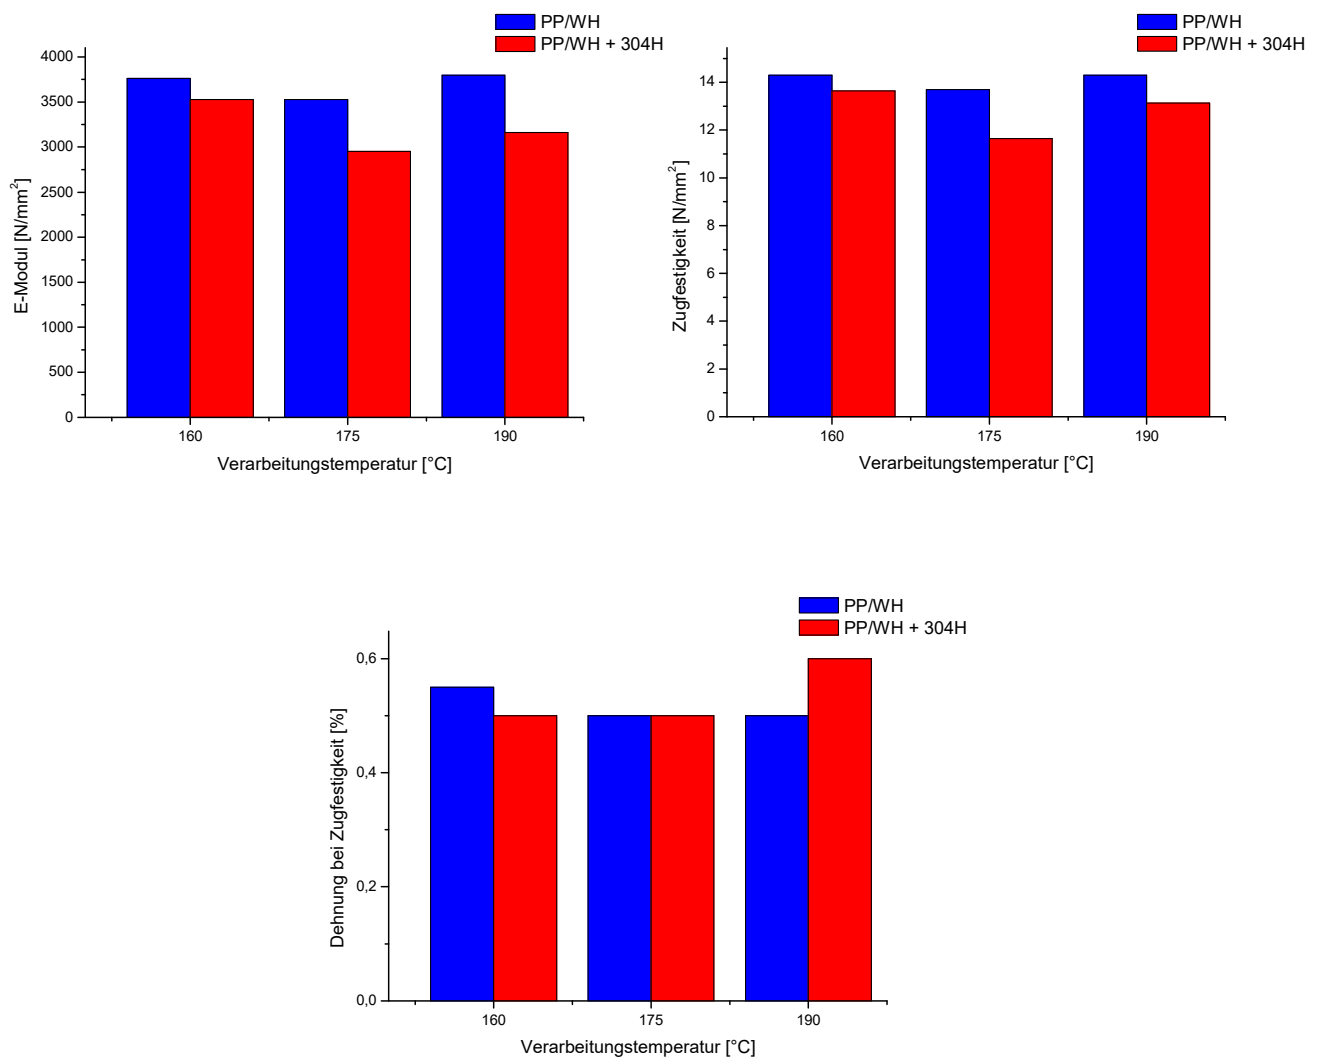 PP/WH
PP/WH + 304H
4000
3500
3000
2500
2000
1500
1000
500
0
E-Modul [N/mm²]
160 175 190
Verarbeitungstemperatur [°C]
PP/WH
PP/WH + 304H
14
12
10
8
6
4
2
0
Zugfestigkeit [N/mm²]
160 175 190
Verarbeitungstemperatur [°C]
PP/WH
PP/WH + 304H
0,6
0,4
0,2
0,0
Dehnung bei Zugfestigkeit [%]
160 175 190
Verarbeitungstemperatur [°C]